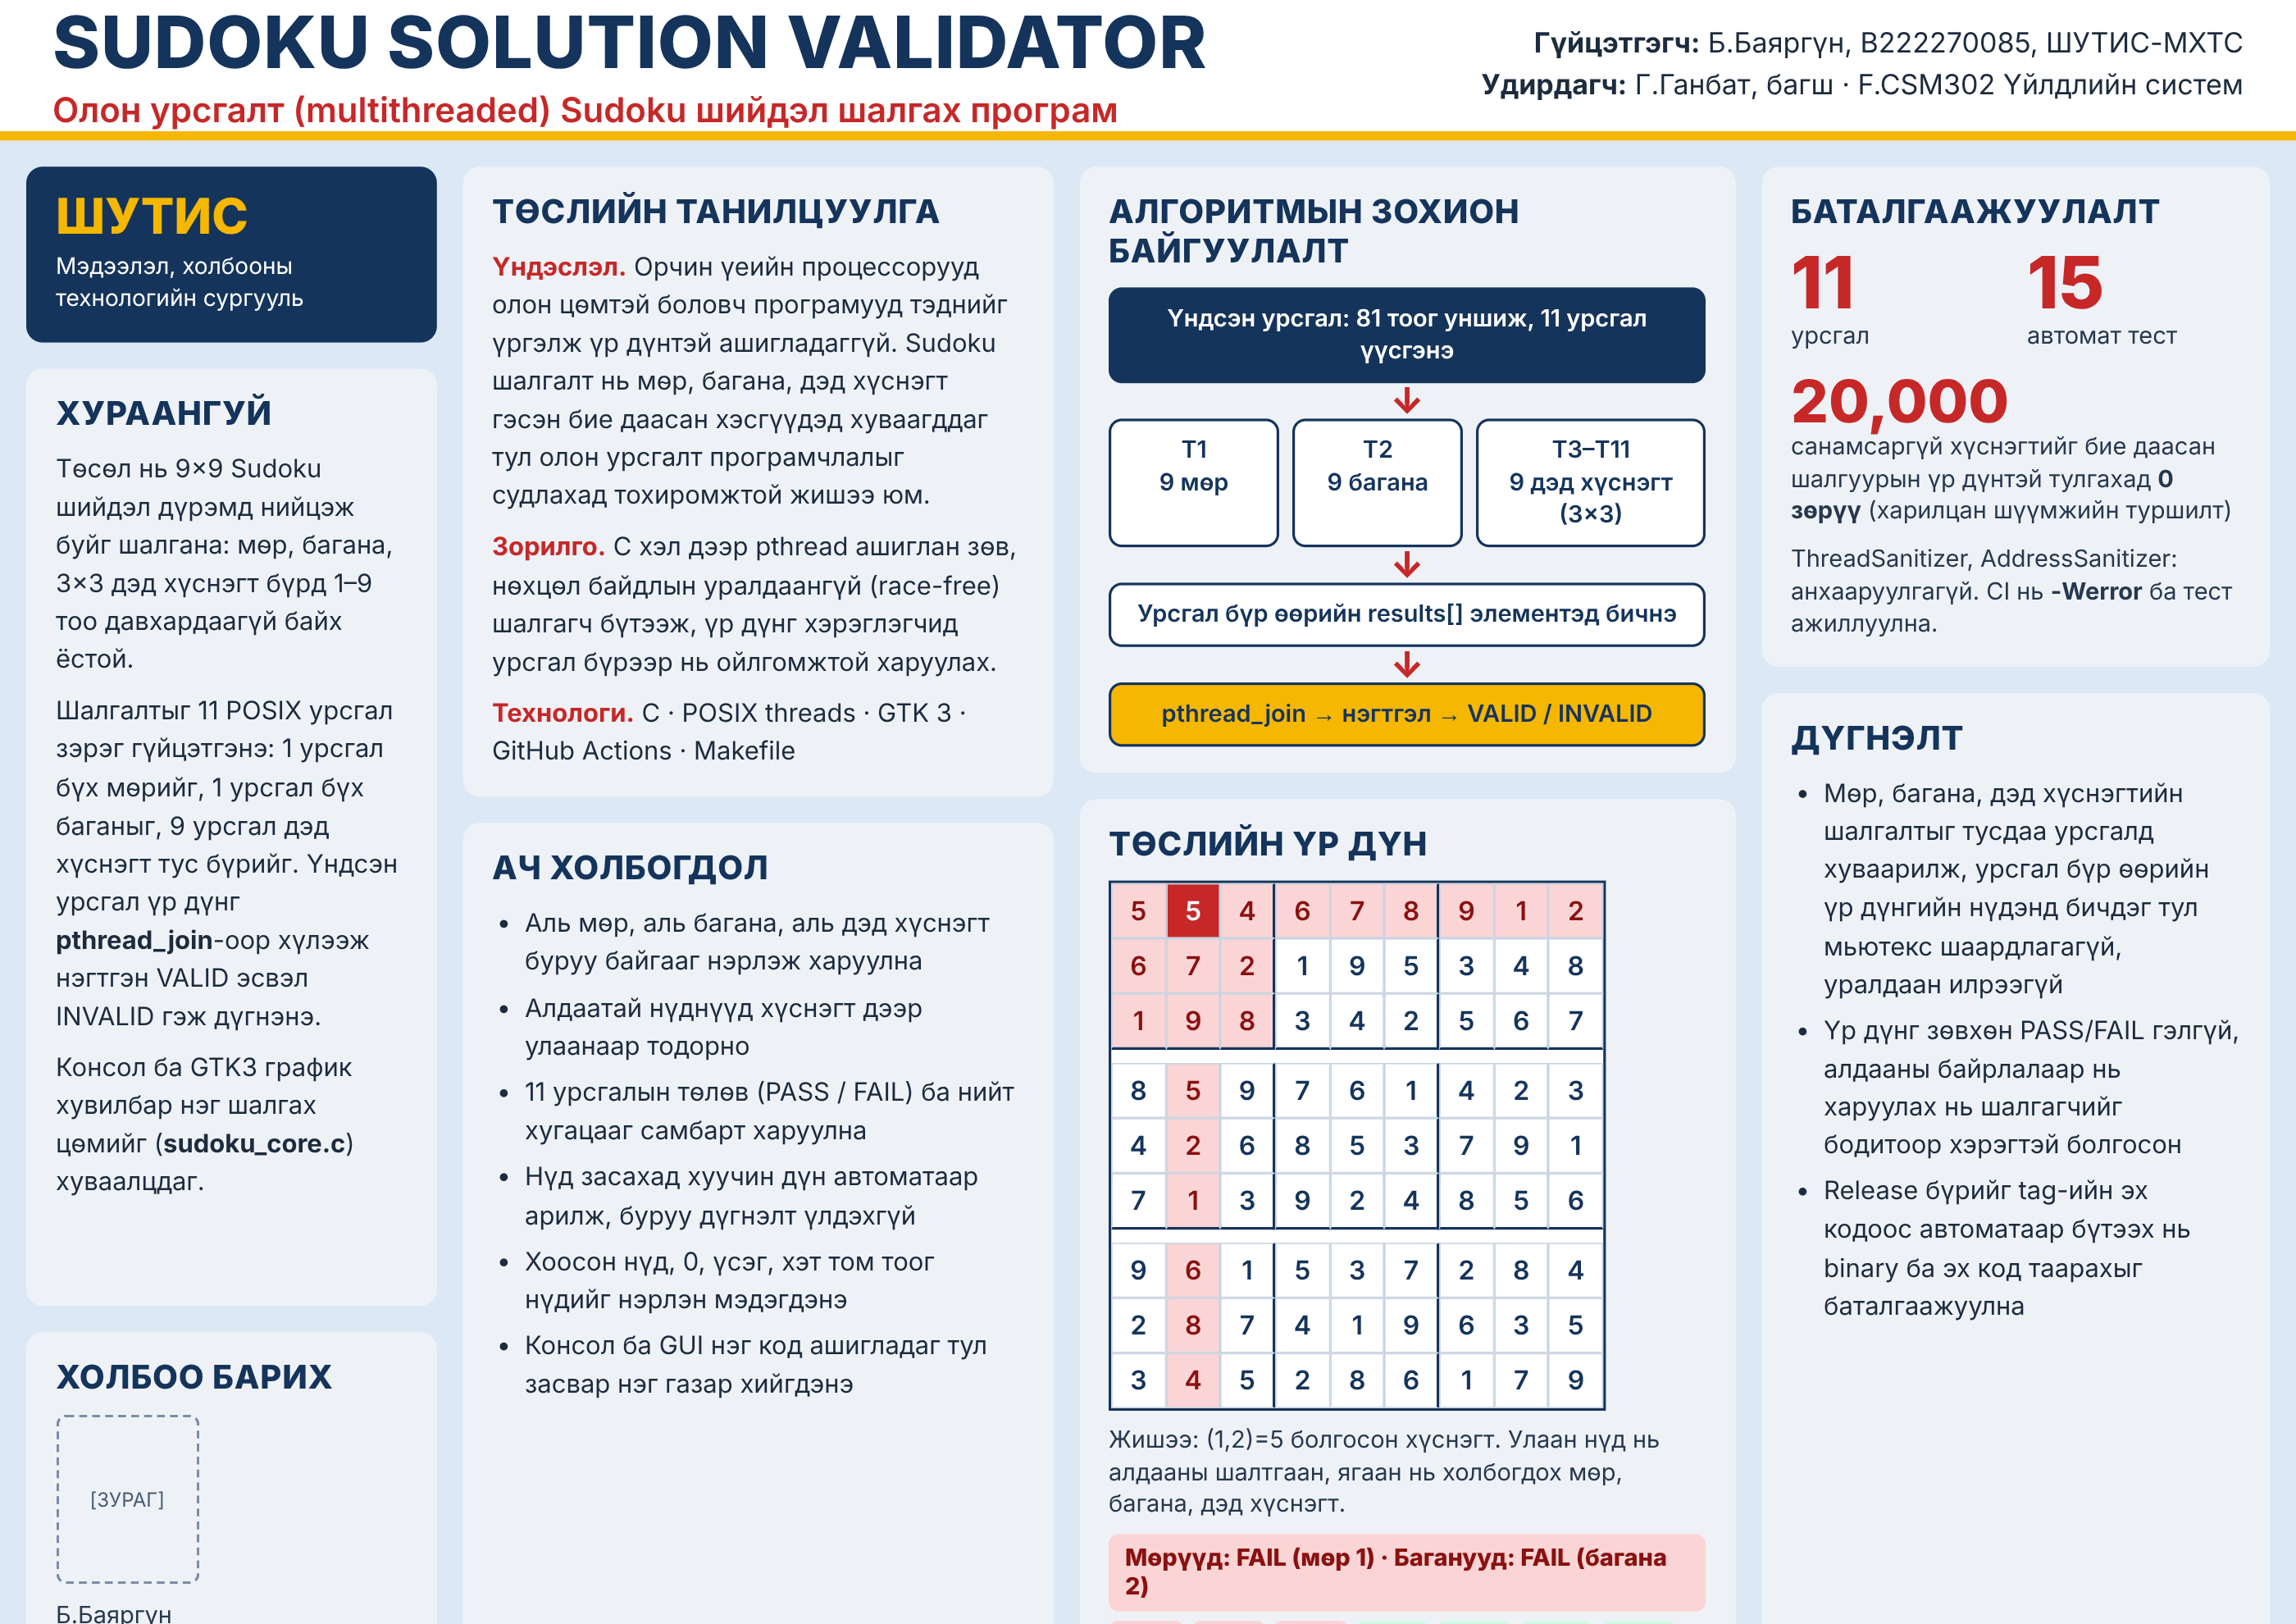 SUDOKU SOLUTION VALIDATOR
Олон урсгалт (multithreaded) Sudoku шийдэл шалгах програм
Гүйцэтгэгч: Б.Баяргүн, B222270085, ШУТИС-МХТС
Удирдагч: Г.Ганбат, багш · F.CSM302 Үйлдлийн систем
ШУТИС
Мэдээлэл, холбооны
технологийн сургууль
ХУРААНГУЙ
Төсөл нь 9×9 Sudoku
шийдэл дүрэмд нийцэж
буйг шалгана: мөр, багана,
3×3 дэд хүснэгт бүрд 1–9
тоо давхардаагүй байх
ёстой.
Шалгалтыг 11 POSIX урсгал
зэрэг гүйцэтгэнэ: 1 урсгал
бүх мөрийг, 1 урсгал бүх
баганыг, 9 урсгал дэд
хүснэгт тус бүрийг. Үндсэн
урсгал үр дүнг
pthread_join-оор хүлээж
нэгтгэн VALID эсвэл
INVALID гэж дүгнэнэ.
Консол ба GTK3 график
хувилбар нэг шалгах
цөмийг (sudoku_core.c)
хуваалцдаг.
ХОЛБОО БАРИХ
[ЗУРАГ]
Б.Баяргүн
ТӨСЛИЙН ТАНИЛЦУУЛГА
Үндэслэл. Орчин үеийн процессорууд
олон цөмтэй боловч програмууд тэднийг
үргэлж үр дүнтэй ашигладаггүй. Sudoku
шалгалт нь мөр, багана, дэд хүснэгт
гэсэн бие даасан хэсгүүдэд хуваагддаг
тул олон урсгалт програмчлалыг
судлахад тохиромжтой жишээ юм.
Зорилго. C хэл дээр pthread ашиглан зөв,
нөхцөл байдлын уралдаангүй (race-free)
шалгагч бүтээж, үр дүнг хэрэглэгчид
урсгал бүрээр нь ойлгомжтой харуулах.
Технологи. C · POSIX threads · GTK 3 ·
GitHub Actions · Makefile
АЧ ХОЛБОГДОЛ
• Аль мөр, аль багана, аль дэд хүснэгт
буруу байгааг нэрлэж харуулна
• Алдаатай нүднүүд хүснэгт дээр
улаанаар тодорно
• 11 урсгалын төлөв (PASS / FAIL) ба нийт
хугацааг самбарт харуулна
• Нүд засахад хуучин дүн автоматаар
арилж, буруу дүгнэлт үлдэхгүй
• Хоосон нүд, 0, үсэг, хэт том тоог
нүдийг нэрлэн мэдэгдэнэ
• Консол ба GUI нэг код ашигладаг тул
засвар нэг газар хийгдэнэ
АЛГОРИТМЫН ЗОХИОН
БАЙГУУЛАЛТ
Үндсэн урсгал: 81 тоог уншиж, 11 урсгал
үүсгэнэ
↓
T1
9 мөр
T2
9 багана
T3–T11
9 дэд хүснэгт
(3×3)
↓
Урсгал бүр өөрийн results[] элементэд бичнэ
↓
pthread_join → нэгтгэл → VALID / INVALID
ТӨСЛИЙН ҮР ДҮН
5 5 4 6 7 8 9 1 2
6 7 2 1 9 5 3 4 8
1 9 8 3 4 2 5 6 7
8 5 9 7 6 1 4 2 3
4 2 6 8 5 3 7 9 1
7 1 3 9 2 4 8 5 6
9 6 1 5 3 7 2 8 4
2 8 7 4 1 9 6 3 5
3 4 5 2 8 6 1 7 9
Жишээ: (1,2)=5 болгосон хүснэгт. Улаан нүд нь
алдааны шалтгаан, ягаан нь холбогдох мөр,
багана, дэд хүснэгт.
Мөрүүд: FAIL (мөр 1) · Баганууд: FAIL (багана
2)
БАТАЛГААЖУУЛАЛТ
11
урсгал
15
автомат тест
20,000
санамсаргүй хүснэгтийг бие даасан
шалгуурын үр дүнтэй тулгахад 0
зөрүү (харилцан шүүмжийн туршилт)
ThreadSanitizer, AddressSanitizer:
анхааруулгагүй. CI нь -Werror ба тест
ажиллуулна.
ДҮГНЭЛТ
• Мөр, багана, дэд хүснэгтийн
шалгалтыг тусдаа урсгалд
хуваарилж, урсгал бүр өөрийн
үр дүнгийн нүдэнд бичдэг тул
мьютекс шаардлагагүй,
уралдаан илрээгүй
• Үр дүнг зөвхөн PASS/FAIL гэлгүй,
алдааны байрлалаар нь
харуулах нь шалгагчийг
бодитоор хэрэгтэй болгосон
• Release бүрийг tag-ийн эх
кодоос автоматаар бүтээх нь
binary ба эх код таарахыг
баталгаажуулна